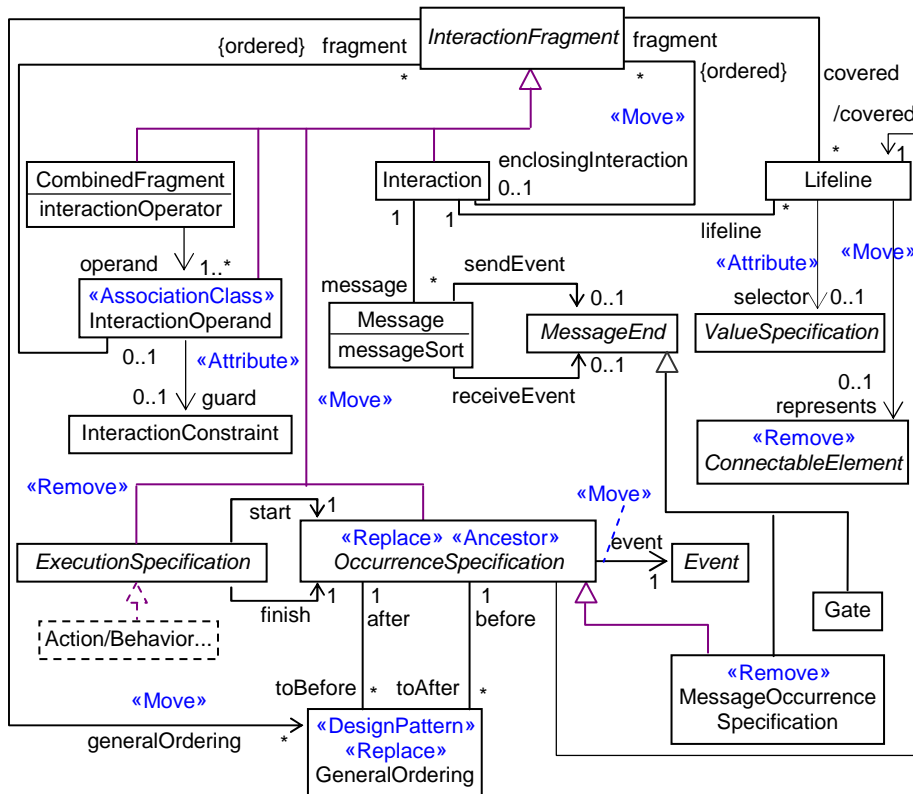 {ordered} fragment
InteractionFragment
fragment
*
*
{ordered}
covered
«Move»
/covered
enclosingInteraction
*
1
CombinedFragment
interactionOperator
Interaction
0..1
Lifeline
1
1
*
lifeline
operand
1..*
«Attribute»
«Move»
sendEvent
«AssociationClass»
InteractionOperand
message
*
0..1
selector
0..1
Message
messageSort
MessageEnd
ValueSpecification
0..1
«Attribute»
0..1
receiveEvent
0..1
guard
«Move»
0..1
represents
InteractionConstraint
«Remove»
ConnectableElement
«Remove»
start
1
«Move»
«Replace» «Ancestor»
OccurrenceSpecification
event
1
Event
ExecutionSpecification
finish
1
1
after
1
before
Gate
Action/Behavior...
«Remove»
MessageOccurrence
Specification
toBefore
*
toAfter
*
«Move»
generalOrdering
*
«DesignPattern»
«Replace»
GeneralOrdering